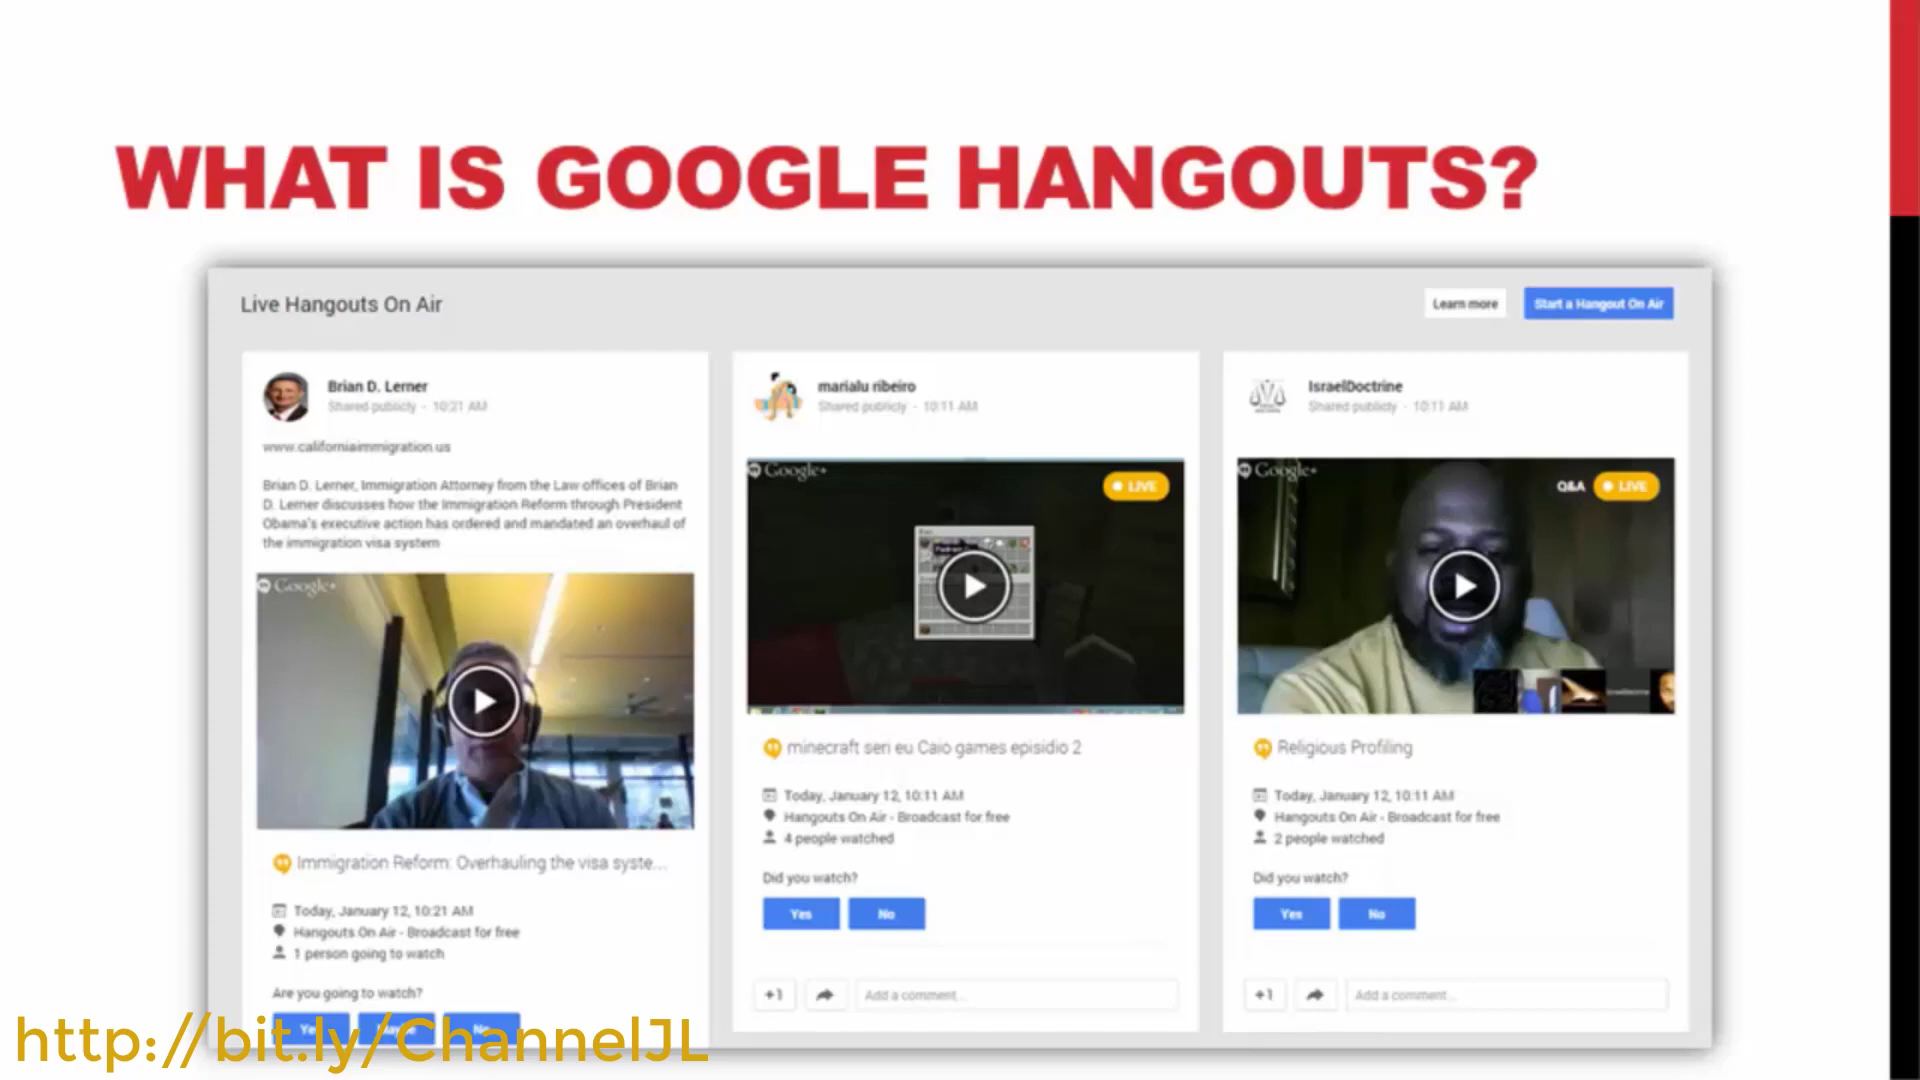 WHAT IS GOOGLE HANGOUTS?
Live Hangouts On Air
Learn more
Start a Hangout On Air
Brian D. Lerner
Shared publicly - 10:21 AM
www.californiaimmigration.us
Brian D. Lerner, Immigration Attorney from the Law offices of Brian
D. Lerner discusses how the Immigration Reform through President
Obama's executive action has ordered and mandated an overhaul of
the immigration visa system
Google+
Immigration Reform: Overhauling the visa syste...
Today, January 12, 10:21 AM
Hangouts On Air - Broadcast for free
1 person going to watch
Are you going to watch?
Yes
Maybe
No
marialu ribeiro
Shared publicly - 10:11 AM
Google+
LIVE
minecraft seri eu Caio games episidio 2
Today, January 12, 10:11 AM
Hangouts On Air - Broadcast for free
4 people watched
Did you watch?
Yes
No
+1
Add a comment...
IsraelDoctrine
Shared publicly - 10:11 AM
Google+
Q&A
LIVE
Religious Profiling
Today, January 12, 10:11 AM
Hangouts On Air - Broadcast for free
2 people watched
Did you watch?
Yes
No
+1
Add a comment...
http://bit.ly/ChannelJL